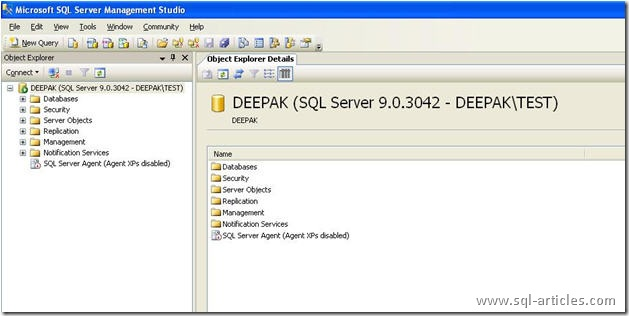 Microsoft SQL Server Management Studio
File Edit View Tools Window Community Help
New Query
Object Explorer
Connect
DEEPAK (SQL Server 9.0.3042 - DEEPAK\TEST)
Databases
Security
Server Objects
Replication
Management
Notification Services
SQL Server Agent (Agent XPs disabled)
Object Explorer Details
DEEPAK (SQL Server 9.0.3042 - DEEPAK\TEST)
DEEPAK
Name
Databases
Security
Server Objects
Replication
Management
Notification Services
SQL Server Agent (Agent XPs disabled)
www.sql-articles.com